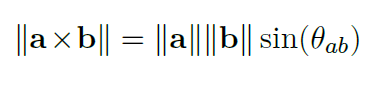 ‖a × b‖ = ‖a‖‖b‖ sin(θ_ab)